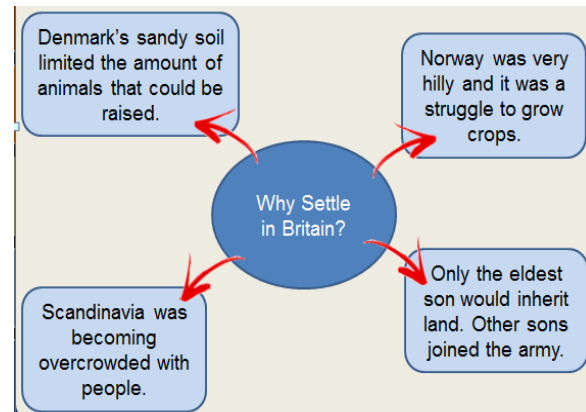 Denmark's sandy soil
limited the amount of
animals that could be
raised.
Norway was very
hilly and it was a
struggle to grow
crops.
Why Settle
in Britain?
Scandinavia was
becoming
overcrowded with
people.
Only the eldest
son would inherit
land. Other sons
joined the army.